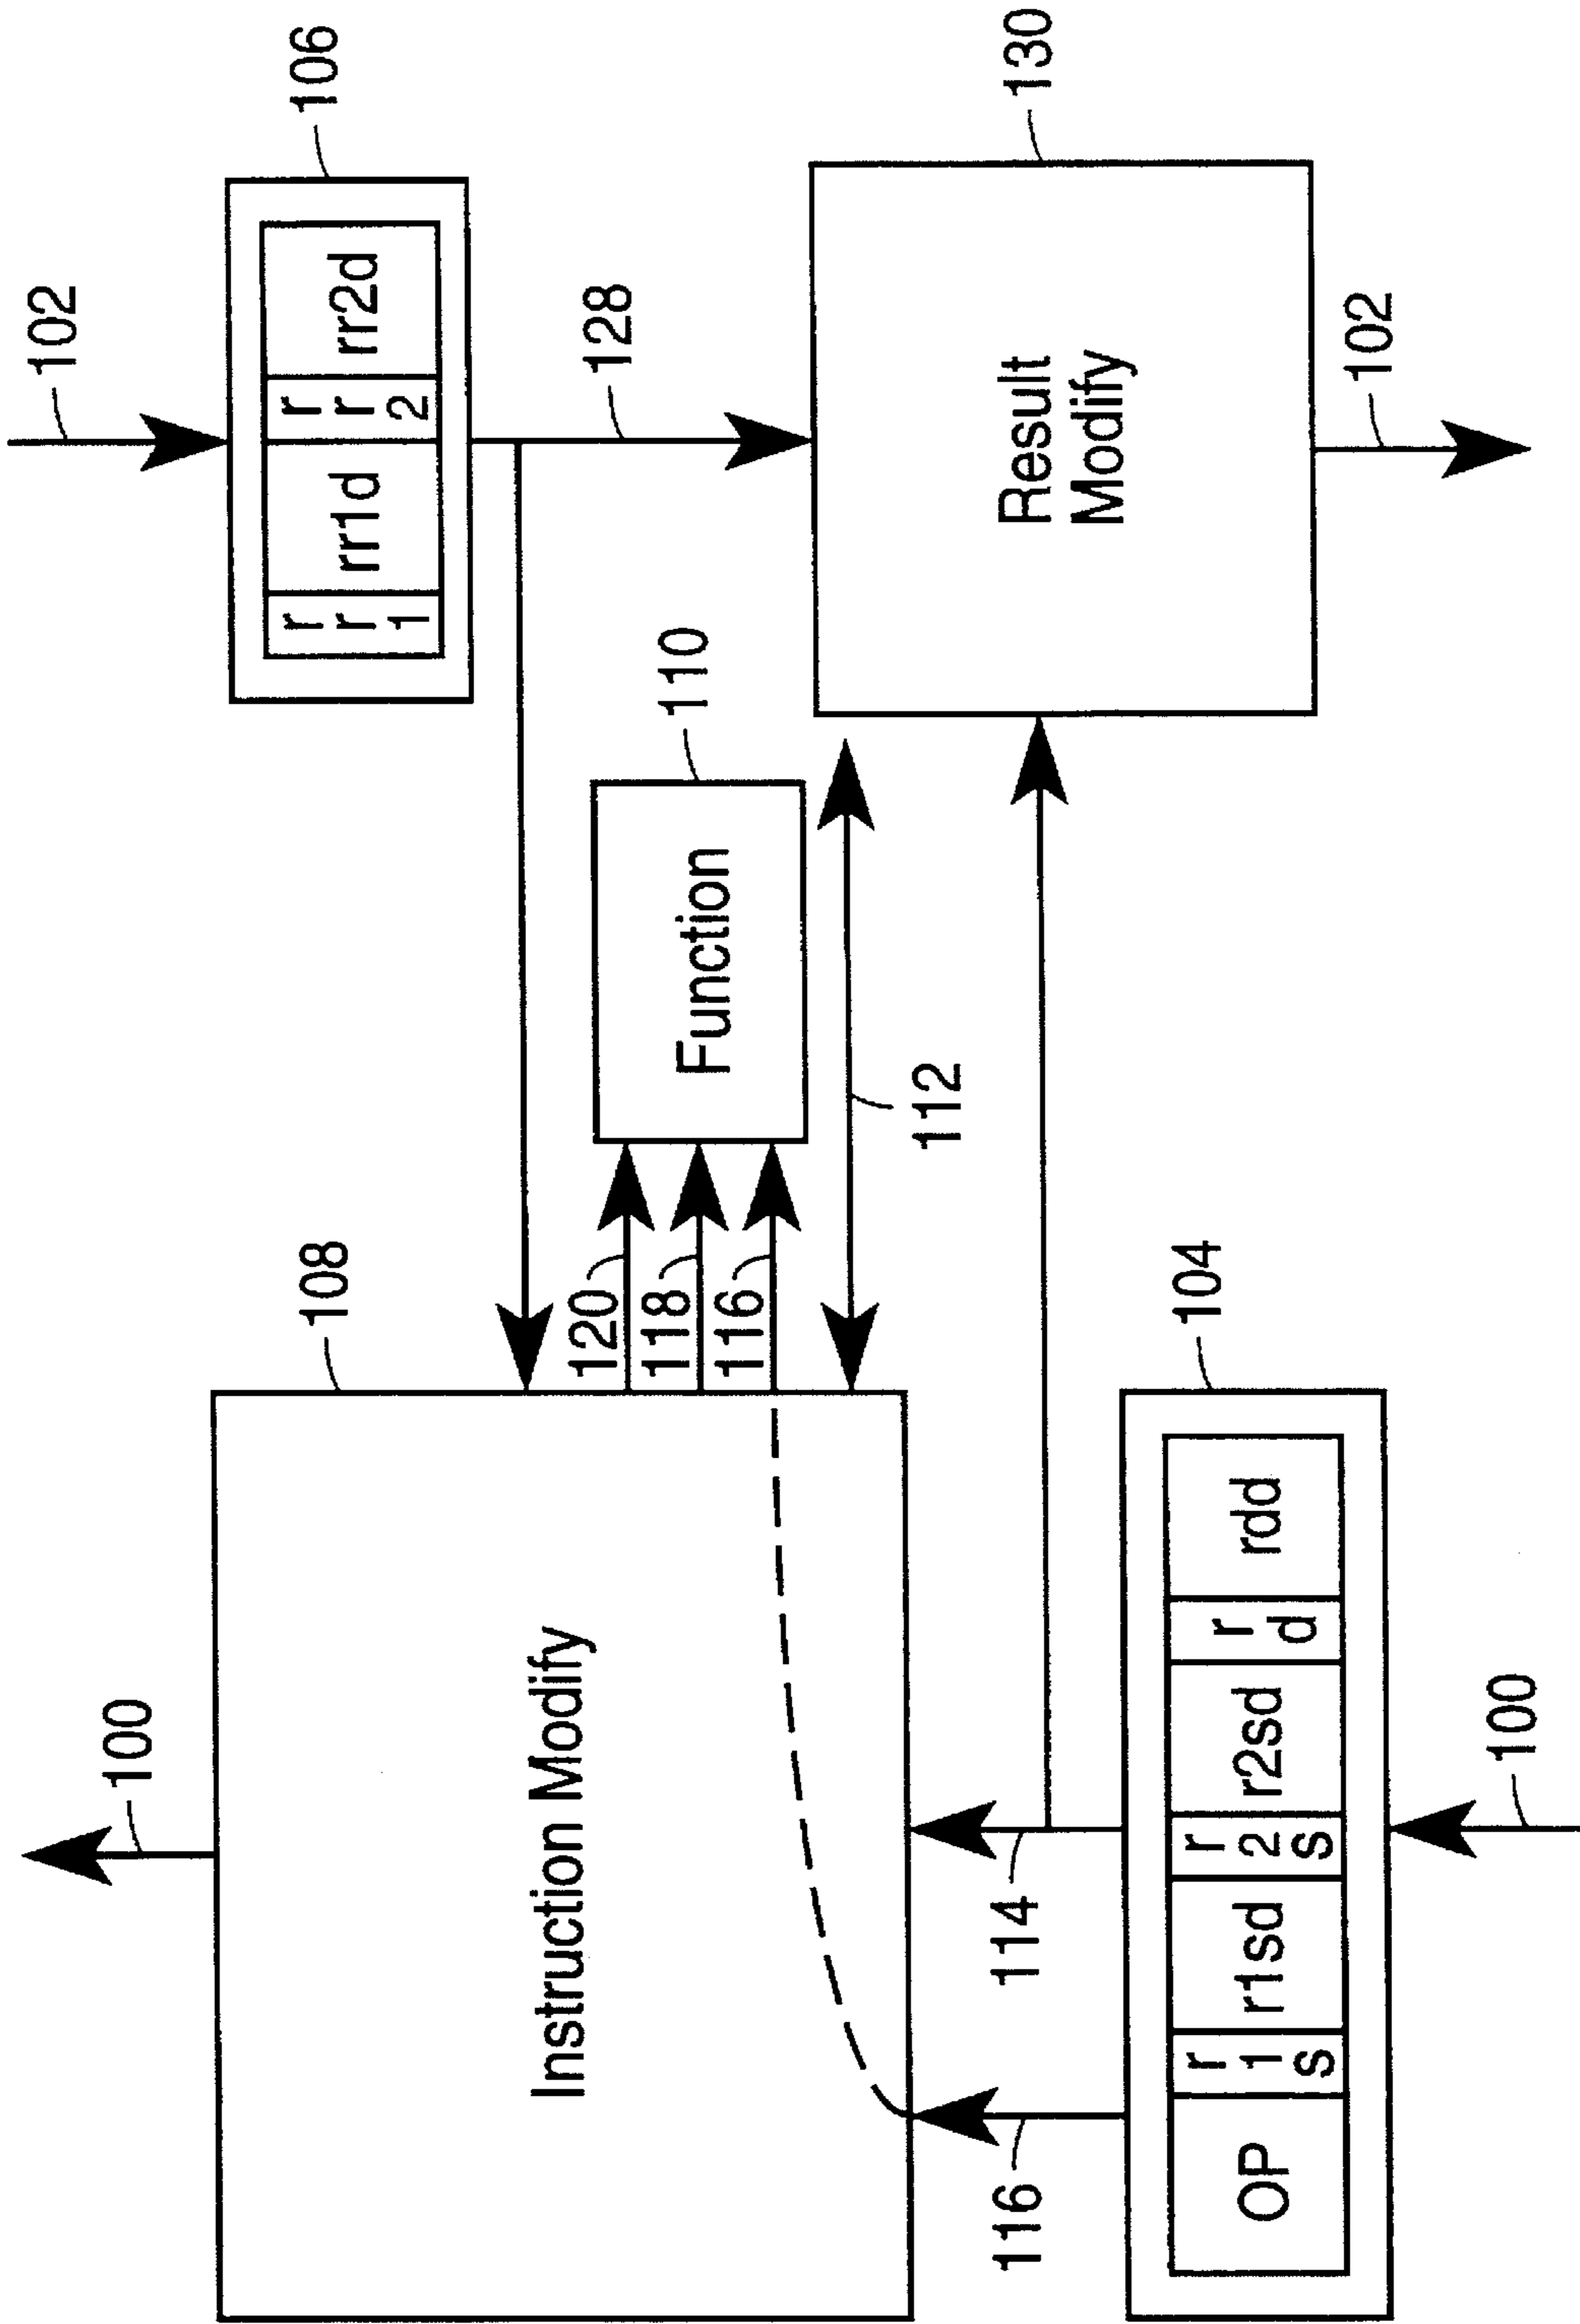 100
102
108
106
r
r
1
rr1d
r
r
2
rr2d
Instruction Modify
120
128
118
110
116
Function
112
116
114
130
Result
Modify
104
OP
r
1
s
r1sd
r
2
s
r2sd
r
d
rdd
102
100